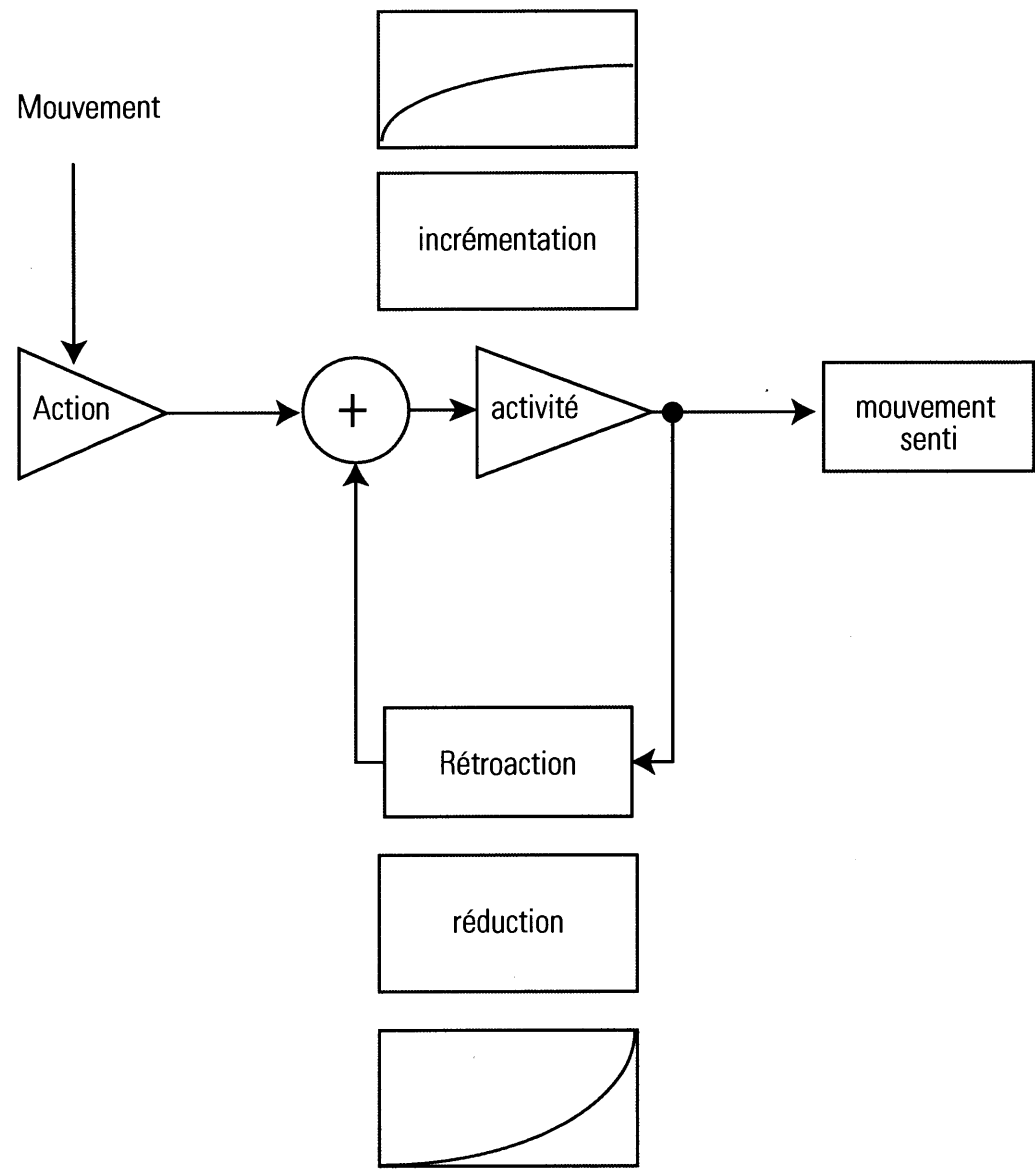 Mouvement
incrémentation
Action
+
activité
mouvement
senti
Rétroaction
réduction